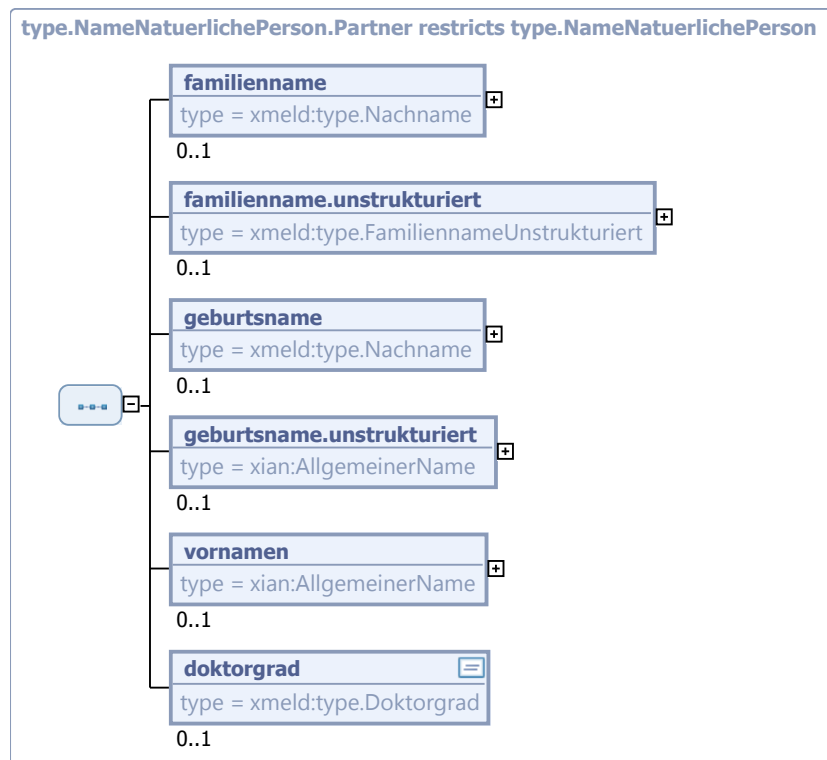 type.NameNatuerlichePerson.Partner restricts type.NameNatuerlichePerson
familienname
type = xmeld:type.Nachname
0..1
familienname.unstrukturiert
type = xmeld:type.FamiliennameUnstrukturiert
0..1
geburtsname
type = xmeld:type.Nachname
0..1
geburtsname.unstrukturiert
type = xian:AllgemeinerName
0..1
vornamen
type = xian:AllgemeinerName
0..1
doktorgrad
type = xmeld:type.Doktorgrad
0..1